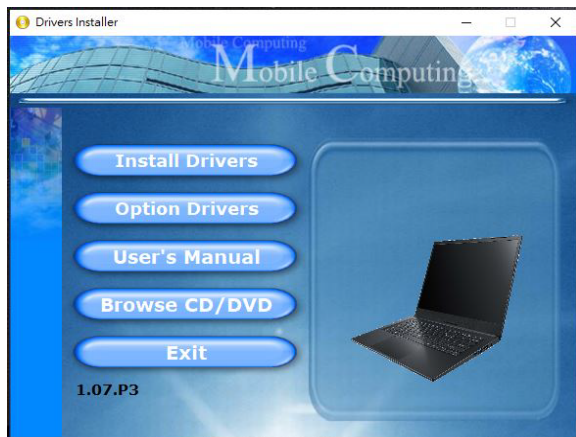 Drivers Installer
Mobile Computing
Mobile Computing
Install Drivers
Option Drivers
User's Manual
Browse CD/DVD
Exit
1.07.P3